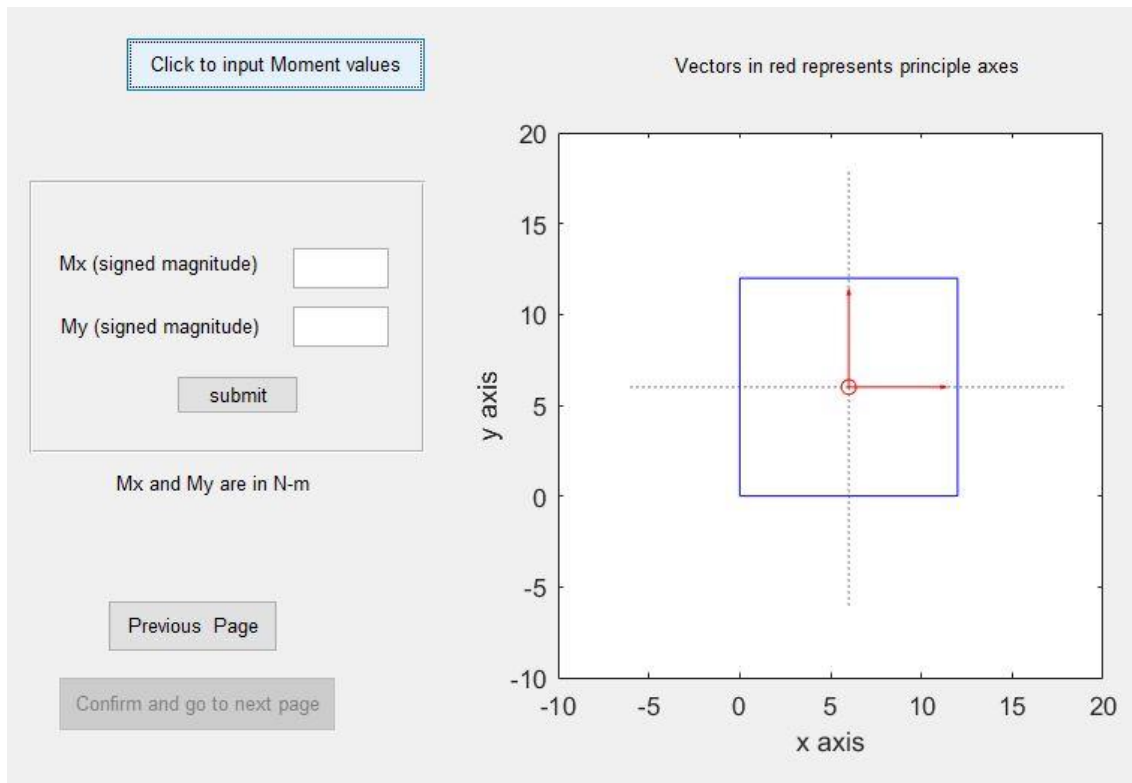 Click to input Moment values
Vectors in red represents principle axes
Mx (signed magnitude)
My (signed magnitude)
submit
Mx and My are in N-m
Previous Page
Confirm and go to next page
20
15
10
5
0
-5
-10
y axis
-10 -5 0 5 10 15 20
x axis